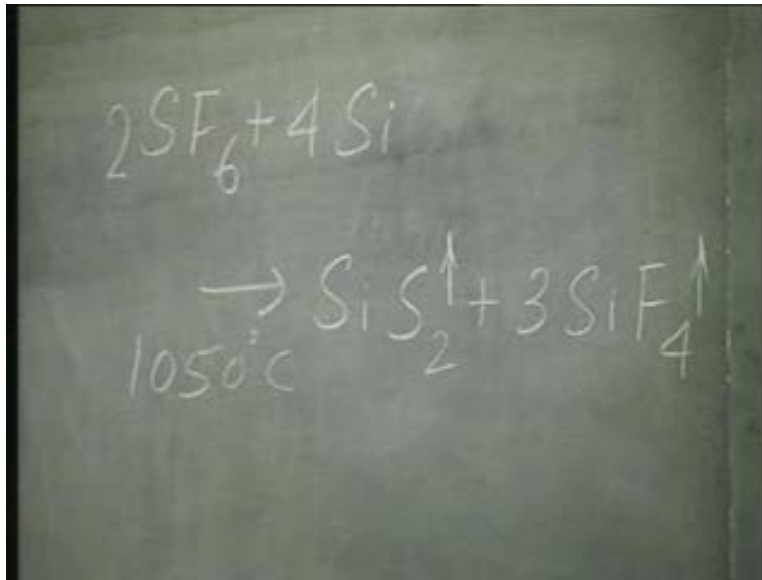 2SF₆ + 4Si
→ SiS₂↑ + 3SiF₄↑
1050°C